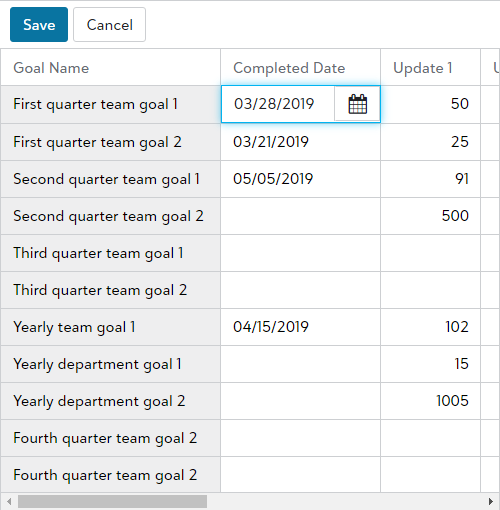 Save Cancel
Goal Name Completed Date Update 1 U
First quarter team goal 1 03/28/2019 50
First quarter team goal 2 03/21/2019 25
Second quarter team goal 1 05/05/2019 91
Second quarter team goal 2 500
Third quarter team goal 1
Third quarter team goal 2
Yearly team goal 1 04/15/2019 102
Yearly department goal 1 15
Yearly department goal 2 1005
Fourth quarter team goal 2
Fourth quarter team goal 2